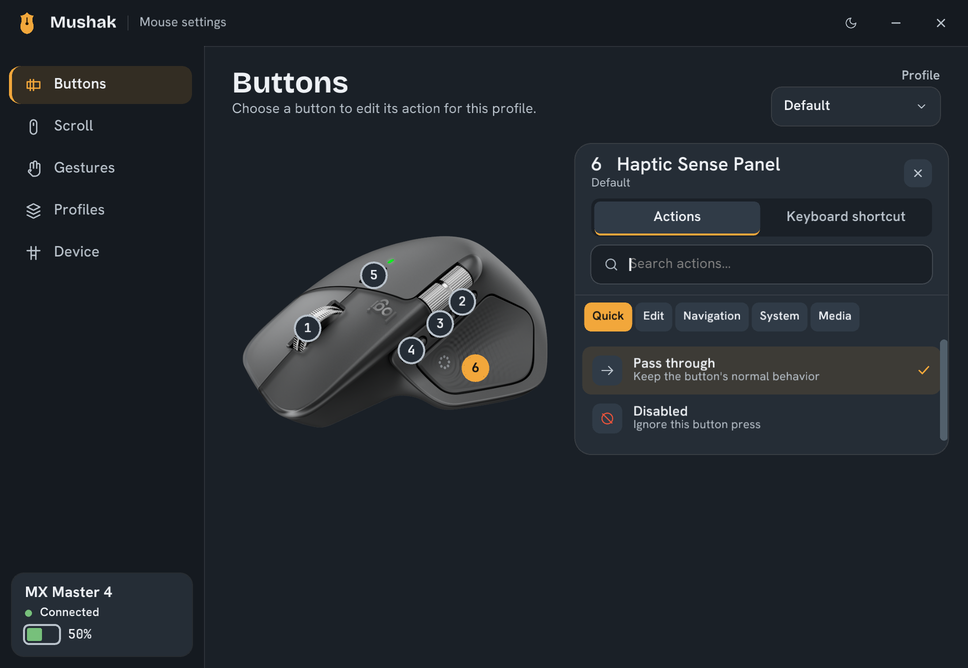 Mushak
Mouse settings
Buttons
Scroll
Gestures
Profiles
Device
MX Master 4
Connected
50%
Buttons
Choose a button to edit its action for this profile.
Profile
Default
1
2
3
4
5
6
logi
6 Haptic Sense Panel
Default
Actions
Keyboard shortcut
Search actions...
Quick
Edit
Navigation
System
Media
Pass through
Keep the button's normal behavior
Disabled
Ignore this button press